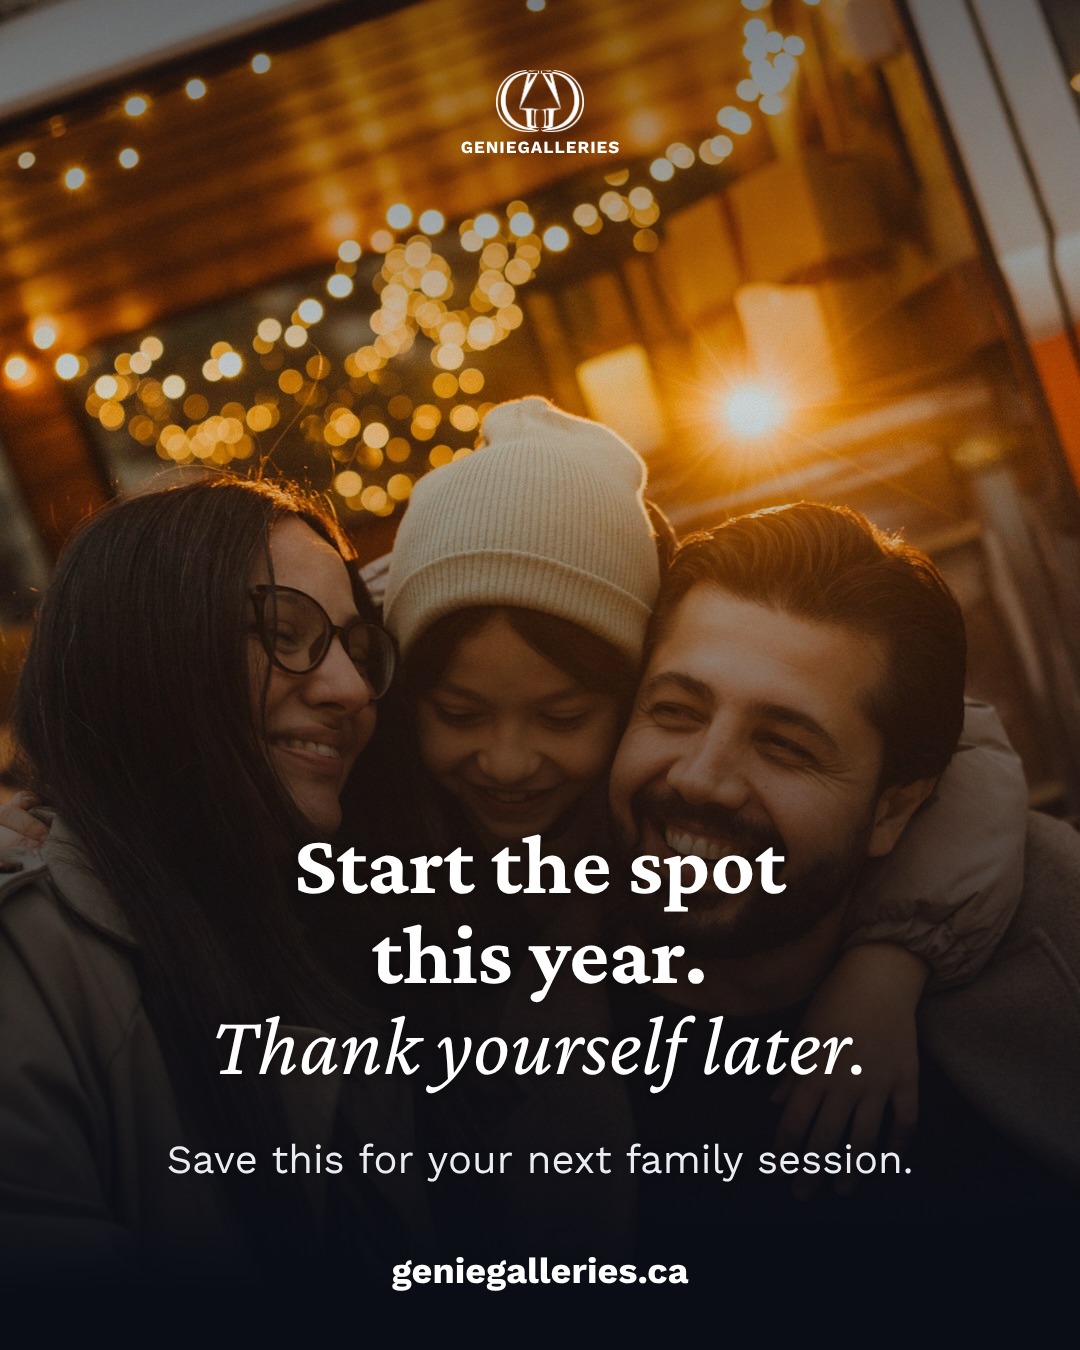 GENIEGALLERIES
Start the spot
this year.
Thank yourself later.
Save this for your next family session.
geniegalleries.ca